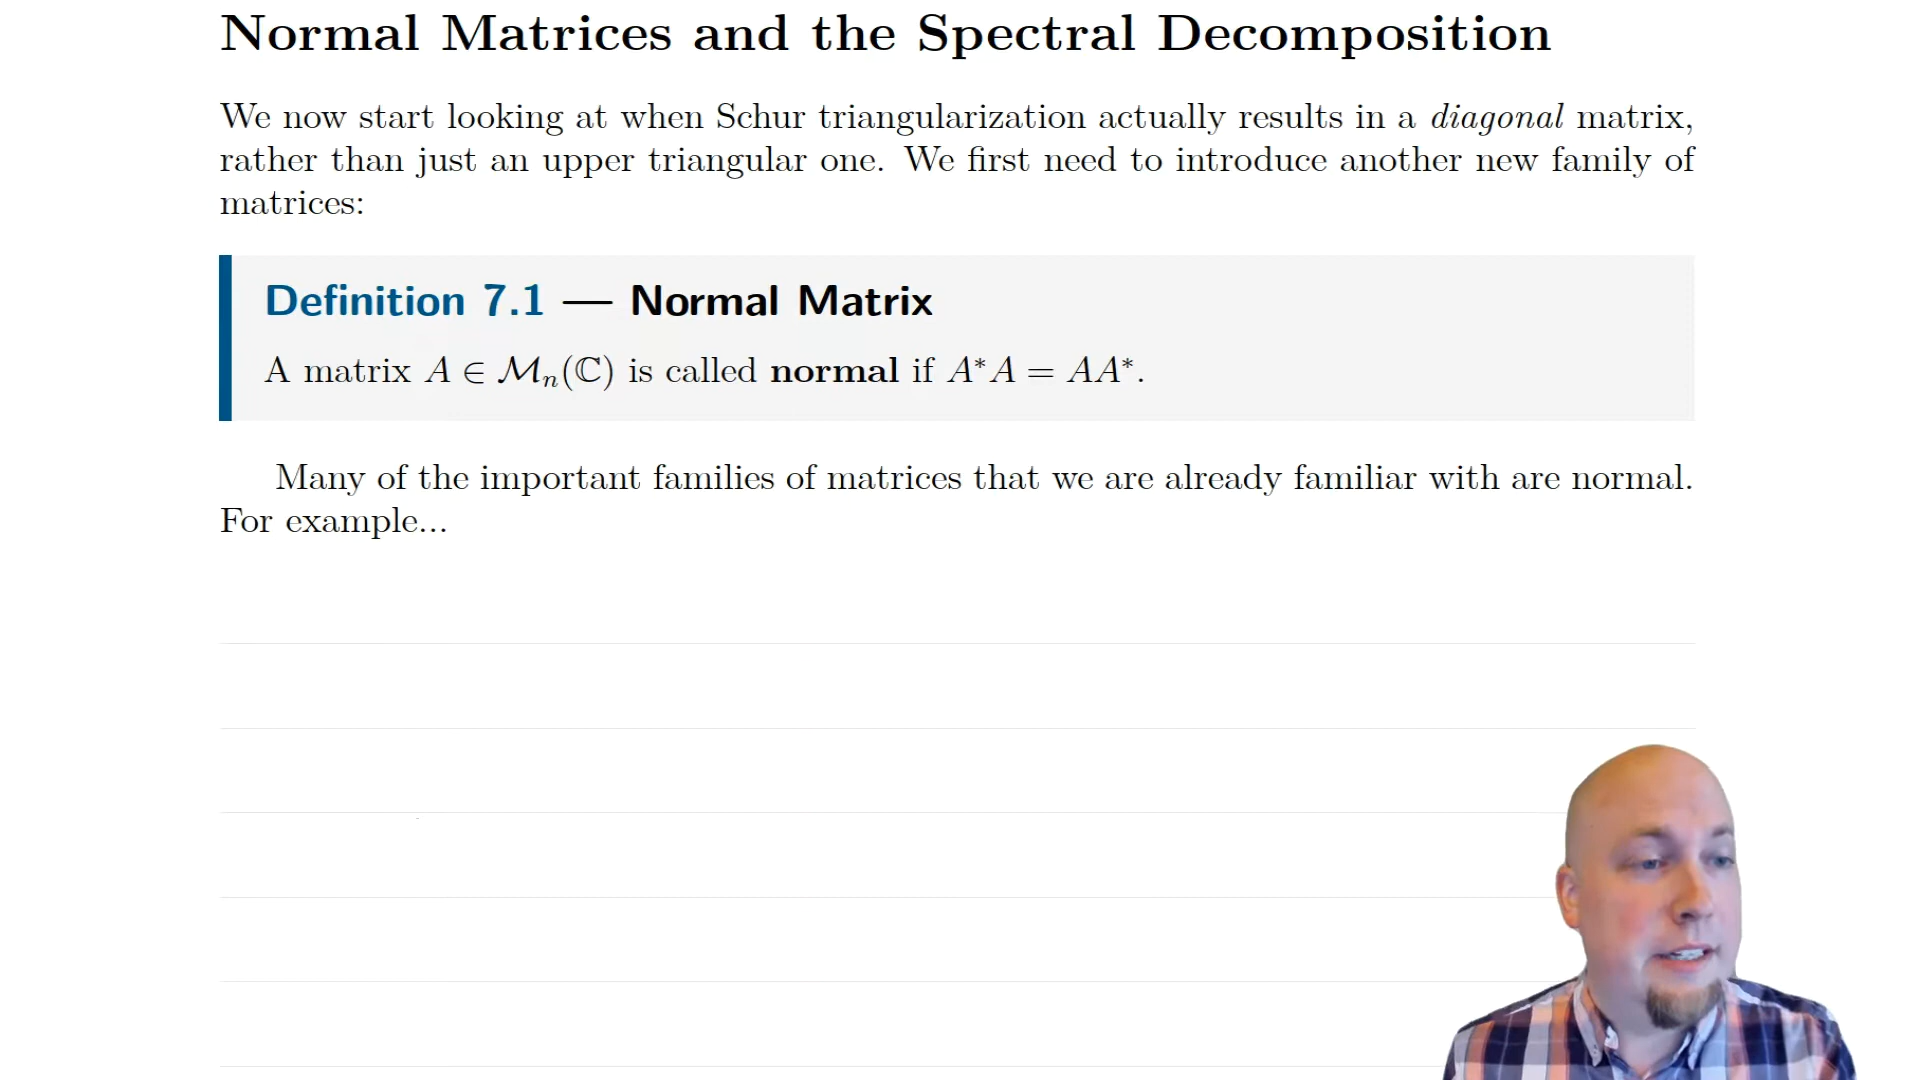 Normal Matrices and the Spectral Decomposition
We now start looking at when Schur triangularization actually results in a diagonal matrix,
rather than just an upper triangular one. We first need to introduce another new family of
matrices:
Definition 7.1 — Normal Matrix
A matrix A ∈ ℳₙ(ℂ) is called normal if A*A = AA*.
Many of the important families of matrices that we are already familiar with are normal.
For example...